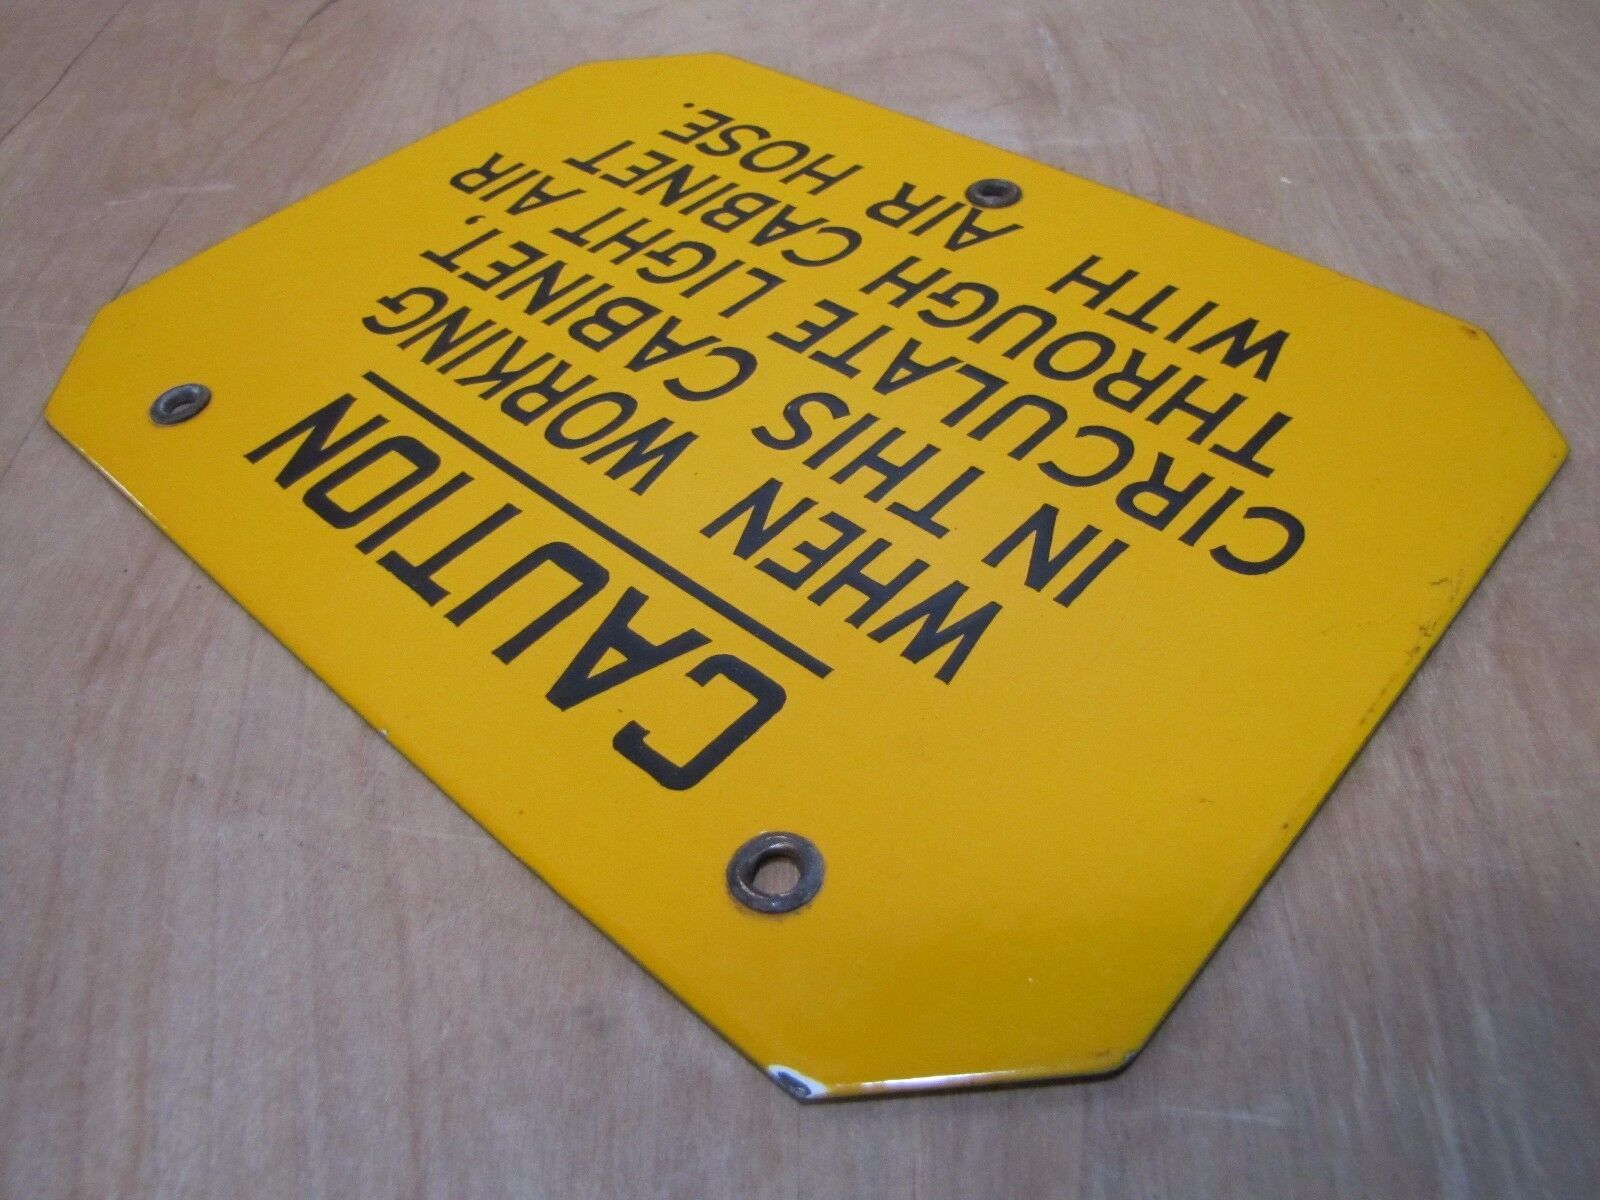 CAUTION
WHEN WORKING
IN THIS CABINET,
CIRCULATE LIGHT AIR
THROUGH CABINET
WITH AIR HOSE.